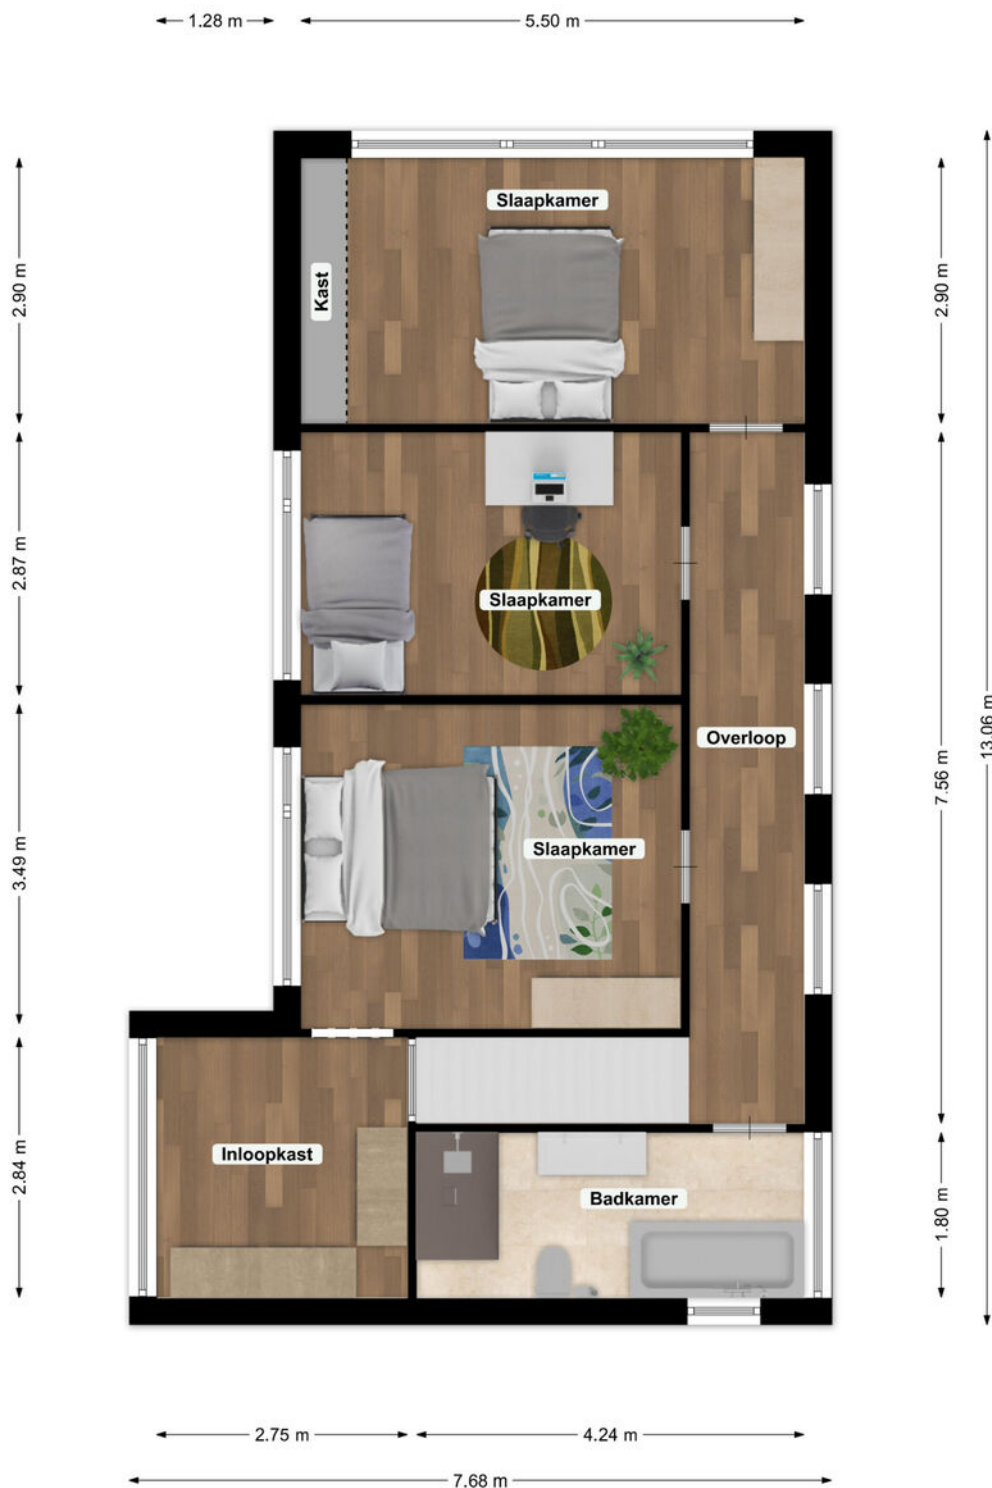 1.28 m
5.50 m
Slaapkamer
Kast
2.90 m
2.90 m
Slaapkamer
2.87 m
Overloop
13.06 m
7.56 m
Slaapkamer
3.49 m
Inloopkast
2.84 m
Badkamer
1.80 m
2.75 m
4.24 m
7.68 m